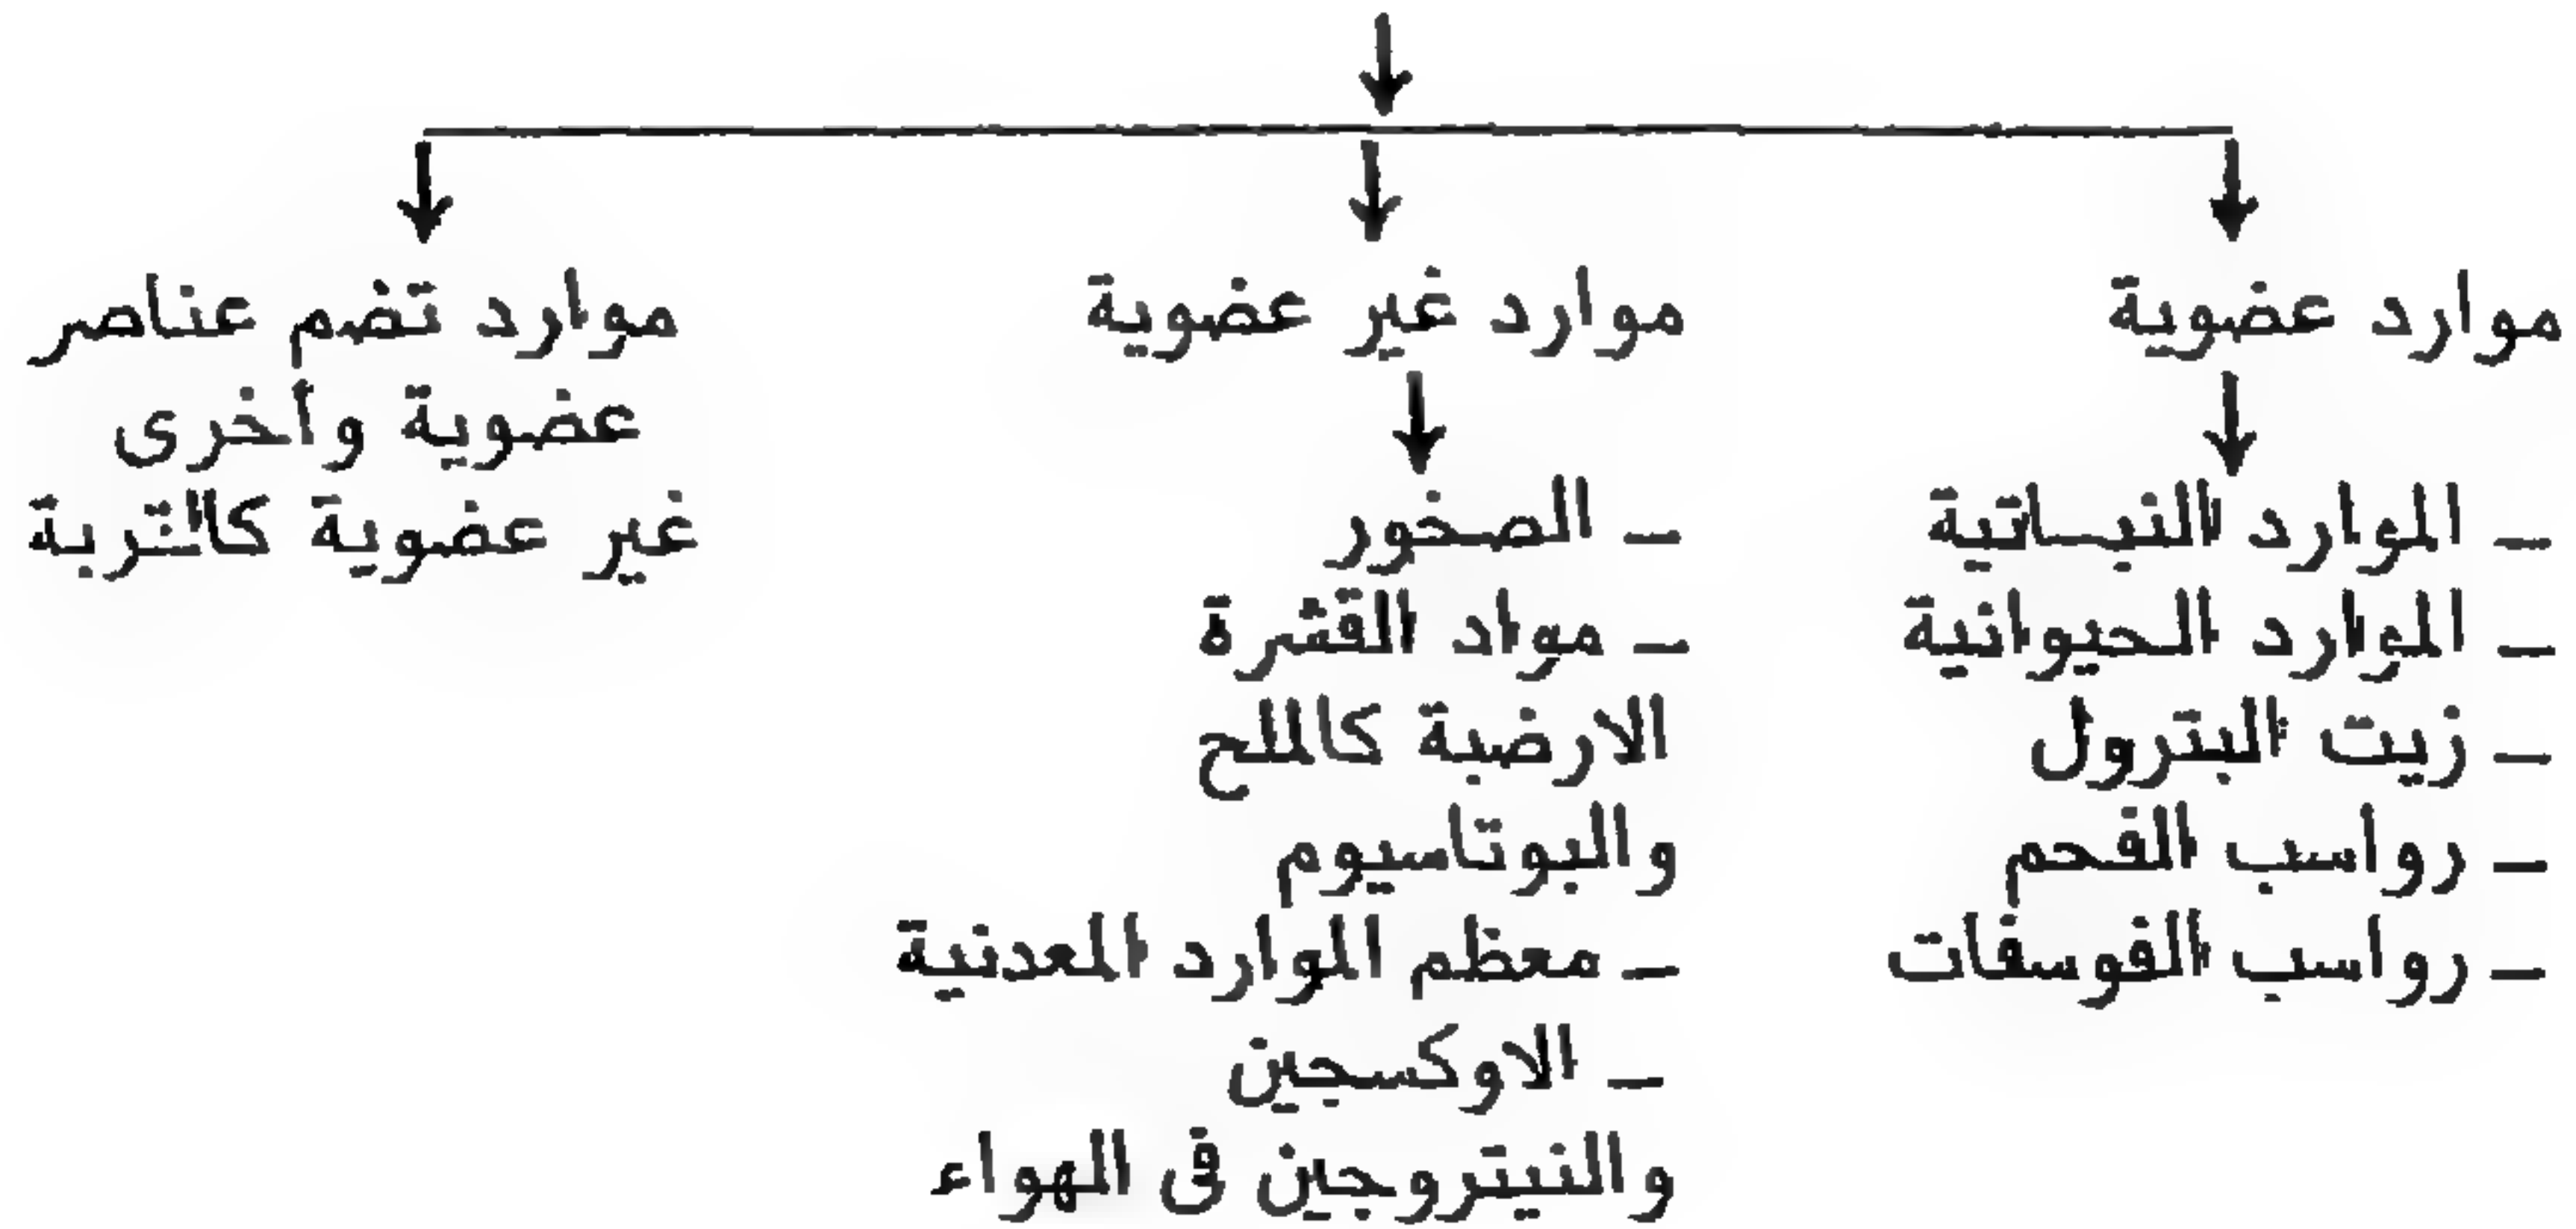 موارد عضوية
– الموارد النباتية
– الموارد الحيوانية
– زيت البترول
– رواسب الفحم
– رواسب الفوسفات
موارد غير عضوية
– الصخور
– مواد القشرة
الارضية كالملح
والبوتاسيوم
– معظم الموارد المعدنية
– الاوكسجين
والنيتروجين فى الهواء
موارد تضم عناصر
عضوية وأخرى
غير عضوية كالتربة